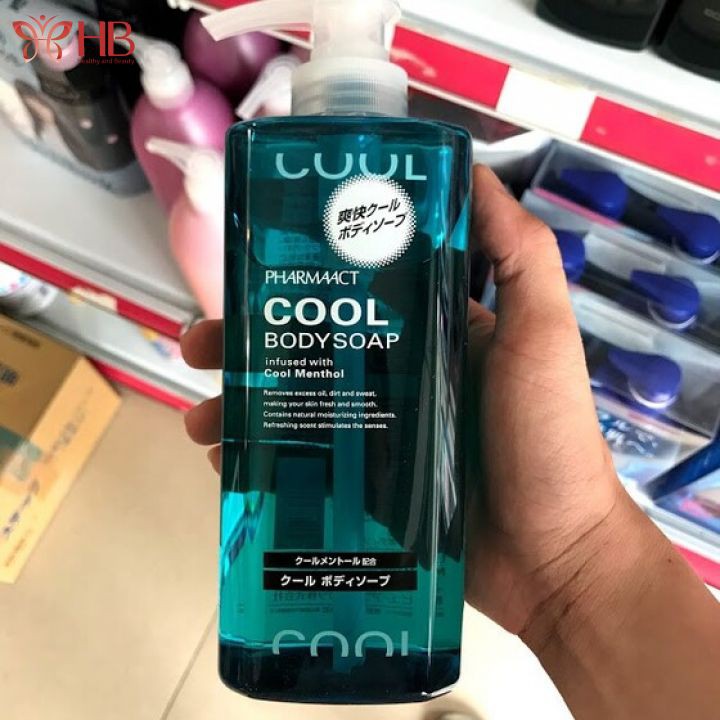 HB
Healthy and Beauty
COOL
爽快クール
ボディソープ
PHARMAACT
COOL
BODYSOAP
infused with
Cool Menthol
Removes excess oil, dirt and sweat,
making your skin fresh and smooth.
Contains natural moisturizing ingredients.
Refreshing scent stimulates the senses.
クールメントール配合
クール ボディソープ
COOL